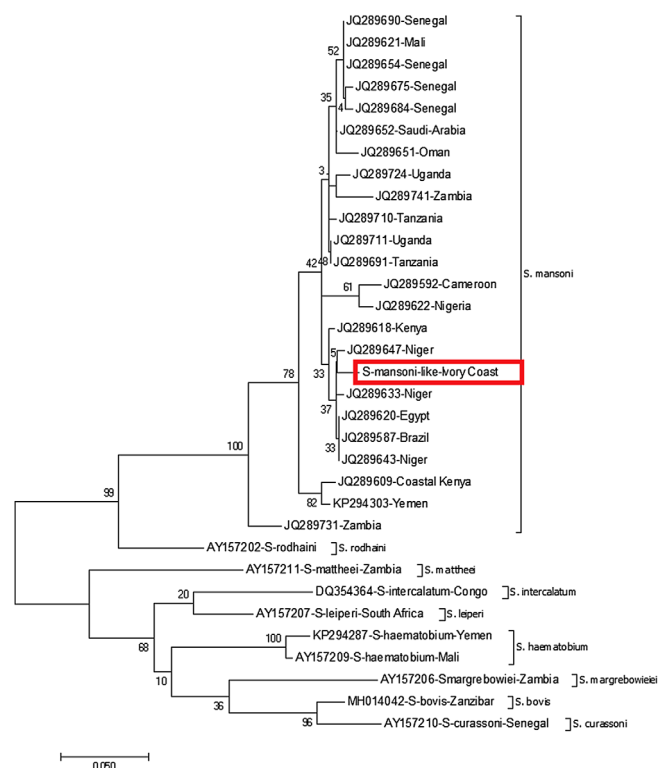 JQ289690-Senegal
52
JQ289621-Mali
JQ289654-Senegal
JQ289675-Senegal
35
4
JQ289684-Senegal
JQ289652-Saudi-Arabia
JQ289651-Oman
3
JQ289724-Uganda
JQ289741-Zambia
JQ289710-Tanzania
JQ289711-Uganda
42
48
JQ289691-Tanzania
S. mansoni
61
JQ289592-Cameroon
JQ289622-Nigeria
JQ289618-Kenya
5
JQ289647-Niger
78
33
S-mansoni-like-Ivory Coast
JQ289633-Niger
37
JQ289620-Egypt
JQ289587-Brazil
100
33
JQ289643-Niger
JQ289609-Coastal Kenya
99
82
KP294303-Yemen
JQ289731-Zambia
AY157202-S-rodhaini
S. rodhaini
AY157211-S-mattheei-Zambia
S. mattheei
20
DQ354364-S-intercalatum-Congo
S. intercalatum
AY157207-S-leiperi-South Africa
S. leiperi
100
KP294287-S-haematobium-Yemen
68
S. haematobium
AY157209-S-haematobium-Mali
10
AY157206-Smargrebowiei-Zambia
S. margrebowieiei
36
MH014042-S-bovis-Zanzibar
S. bovis
96
AY157210-S-curassoni-Senegal
S. curassoni
0.050